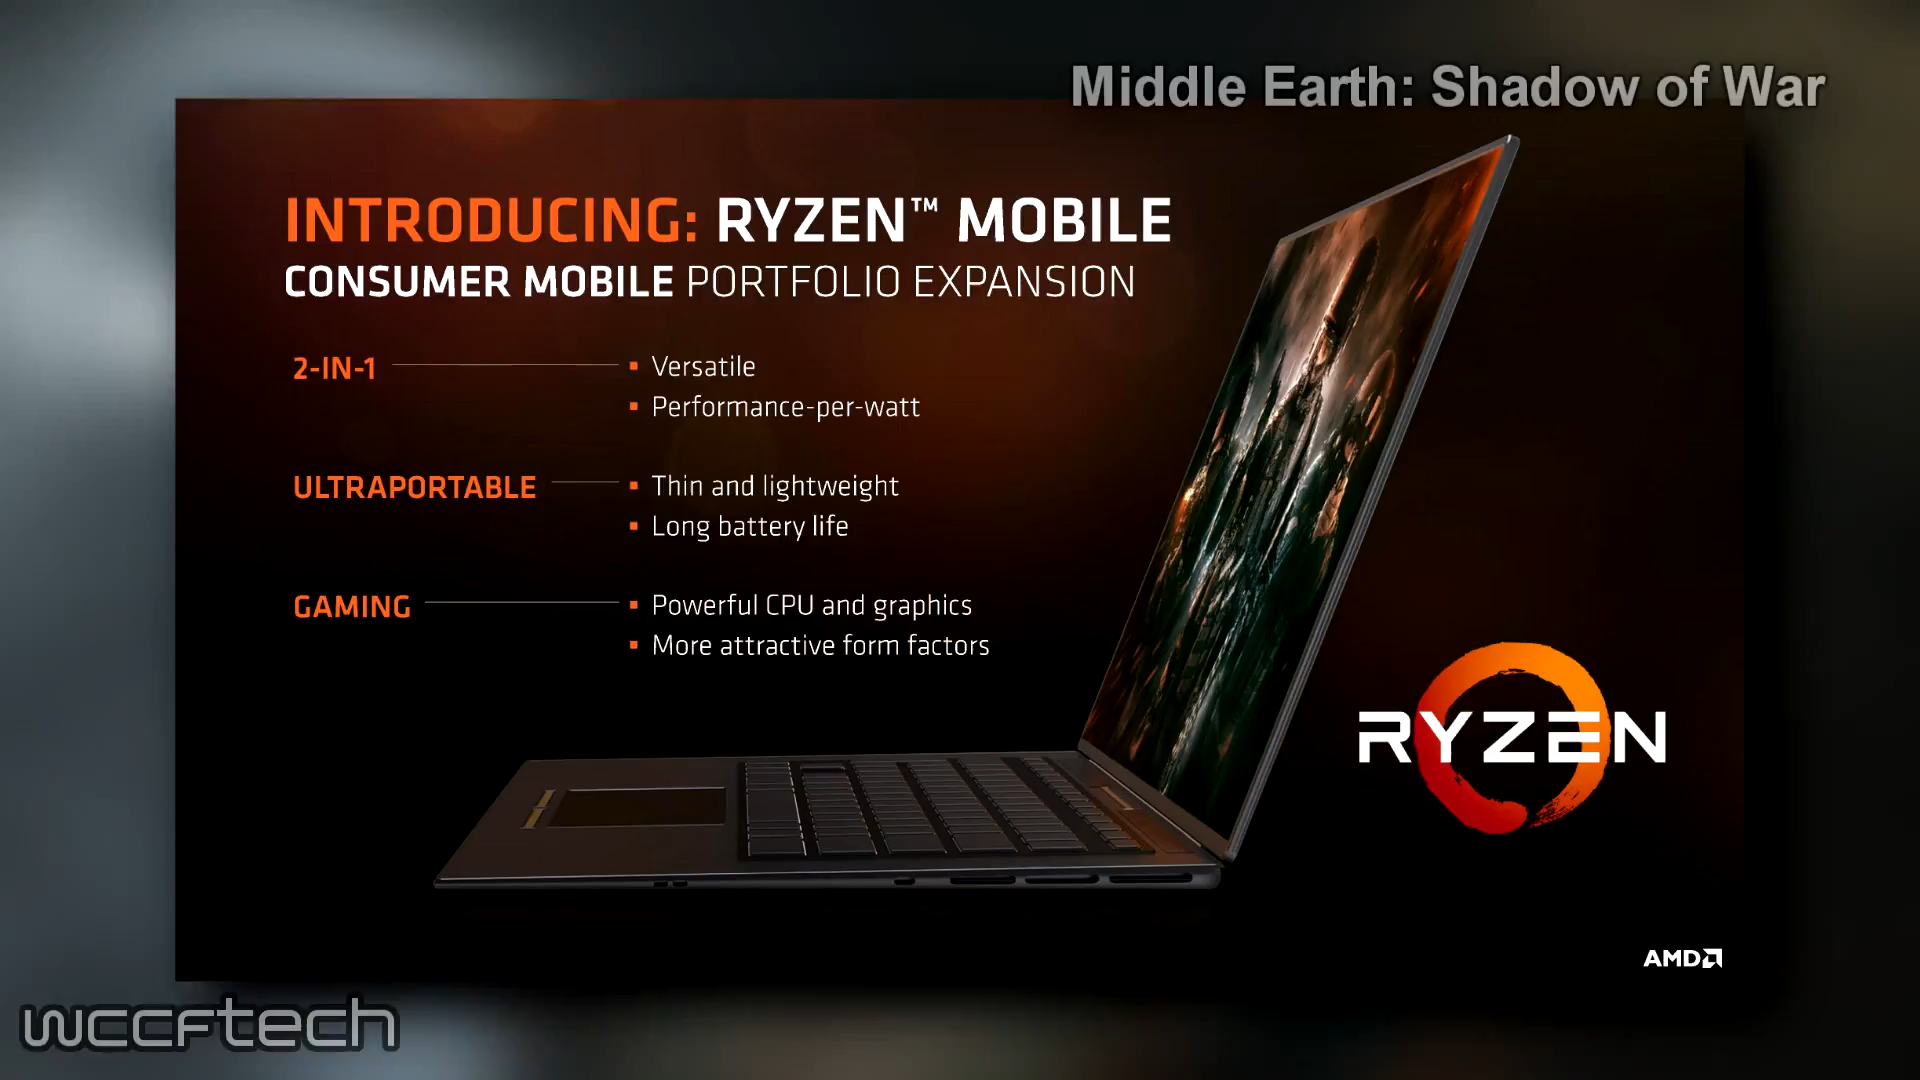 Middle Earth: Shadow of War
INTRODUCING: RYZEN™ MOBILE
CONSUMER MOBILE PORTFOLIO EXPANSION
2-IN-1
▪ Versatile
▪ Performance-per-watt
ULTRAPORTABLE
▪ Thin and lightweight
▪ Long battery life
GAMING
▪ Powerful CPU and graphics
▪ More attractive form factors
RYZEN
AMD
wccftech